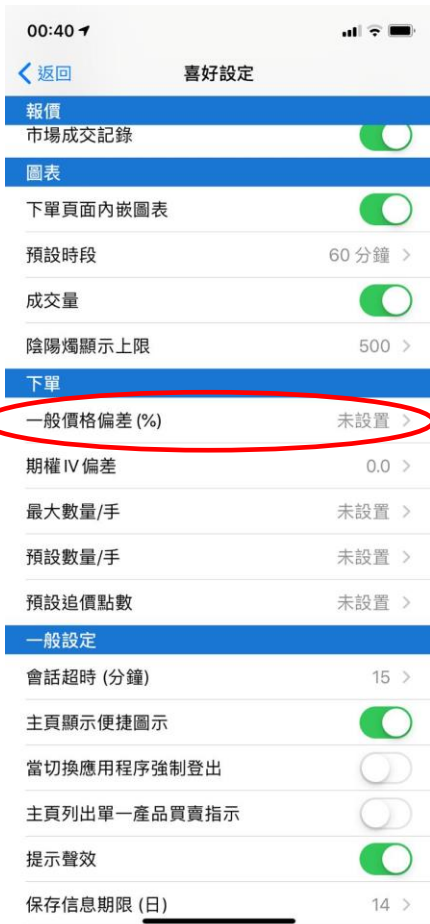 00:40
返回
喜好設定
報價
市場成交記錄
圖表
下單頁面內嵌圖表
預設時段 60 分鐘
成交量
陰陽燭顯示上限 500
下單
一般價格偏差 (%) 未設置
期權 IV 偏差 0.0
最大數量/手 未設置
預設數量/手 未設置
預設追價點數 未設置
一般設定
會話超時 (分鐘) 15
主頁顯示便捷圖示
當切換應用程序強制登出
主頁列出單一產品買賣指示
提示聲效
保存信息期限 (日) 14